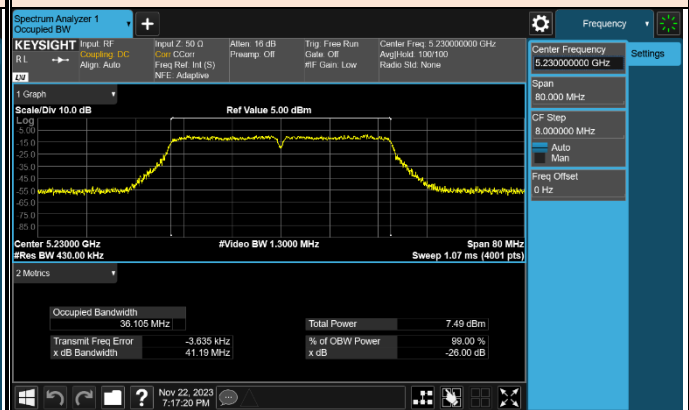 Spectrum Analyzer 1
Occupied BW
+
Frequency
KEYSIGHT
Input: RF
Coupling: DC
Align: Auto
Input Z: 50 Ω
Corr CCorr
Freq Ref: Int (S)
NFE: Adaptive
Atten: 16 dB
Preamp: Off
Trig: Free Run
Gate: Off
#IF Gain: Low
Center Freq: 5.230000000 GHz
Avg|Hold: 100/100
Radio Std: None
R L
LXI
Center Frequency
5.230000000 GHz
Settings
Span
80.000 MHz
CF Step
8.000000 MHz
Auto
Man
Freq Offset
0 Hz
1 Graph
Scale/Div 10.0 dB
Ref Value 5.00 dBm
Log
-5.00
-15.0
-25.0
-35.0
-45.0
-55.0
-65.0
-75.0
-85.0
Center 5.23000 GHz
#Video BW 1.3000 MHz
Span 80 MHz
#Res BW 430.00 kHz
Sweep 1.07 ms (4001 pts)
2 Metrics
Occupied Bandwidth
36.105 MHz
Total Power
7.49 dBm
Transmit Freq Error
-3.635 kHz
% of OBW Power
99.00 %
x dB Bandwidth
41.19 MHz
x dB
-26.00 dB
?
Nov 22, 2023
7:17:20 PM